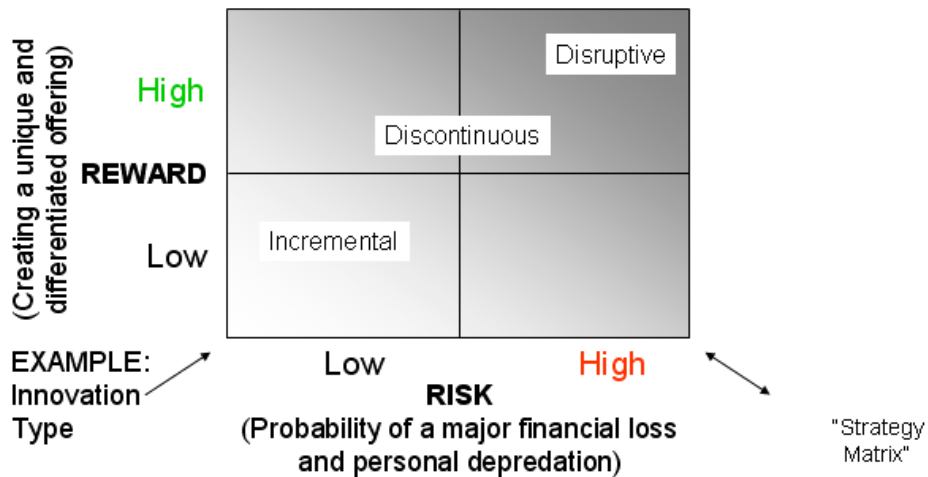 (Creating a unique and
differentiated offering)
High
REWARD
Low
Disruptive
Discontinuous
Incremental
EXAMPLE:
Innovation
Type
Low
High
RISK
(Probability of a major financial loss
and personal depredation)
"Strategy
Matrix"